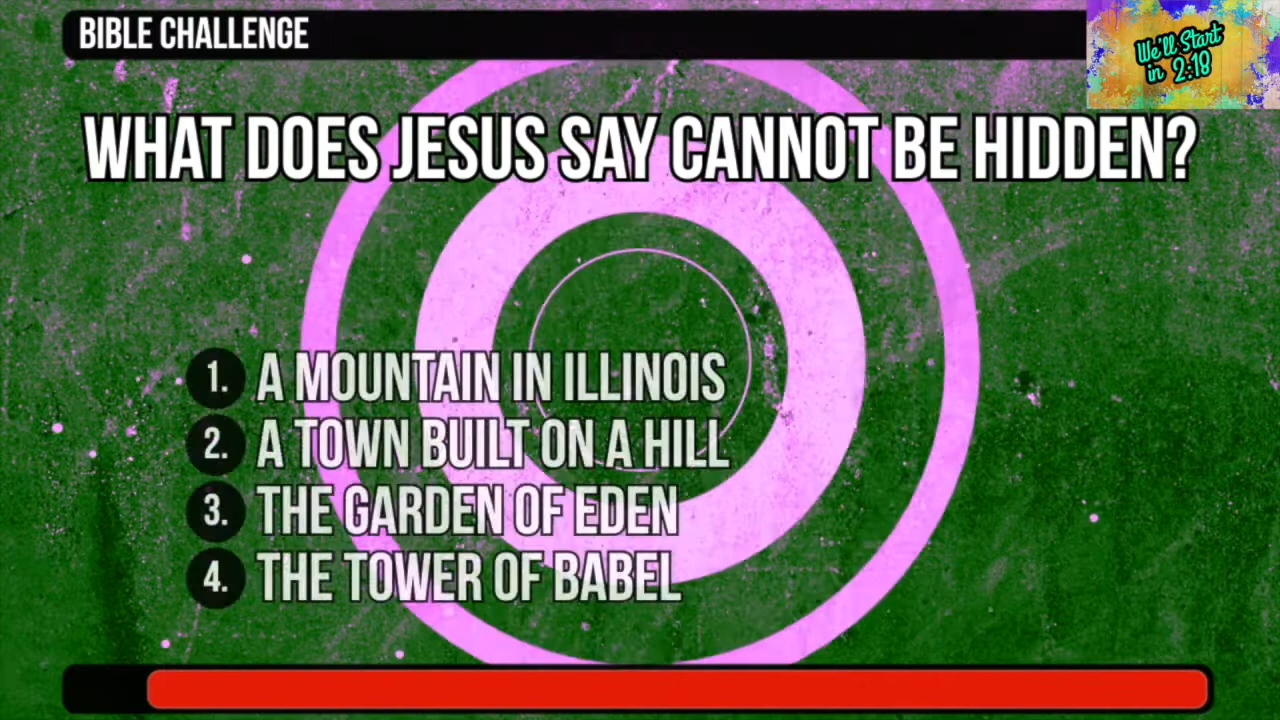 BIBLE CHALLENGE
We'll Start
in 2:18
WHAT DOES JESUS SAY CANNOT BE HIDDEN?
1. A MOUNTAIN IN ILLINOIS
2. A TOWN BUILT ON A HILL
3. THE GARDEN OF EDEN
4. THE TOWER OF BABEL